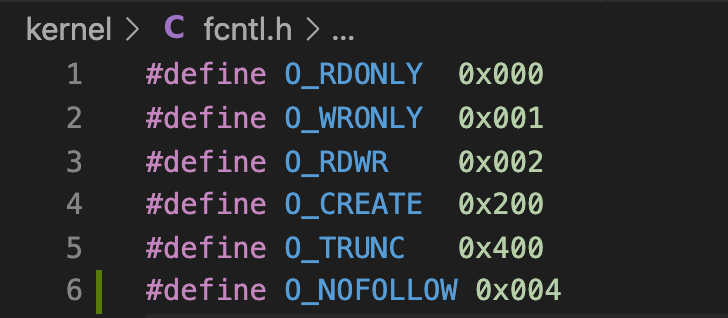 kernel > C fcntl.h > ...
1 #define O_RDONLY 0x000
2 #define O_WRONLY 0x001
3 #define O_RDWR 0x002
4 #define O_CREATE 0x200
5 #define O_TRUNC 0x400
6 #define O_NOFOLLOW 0x004